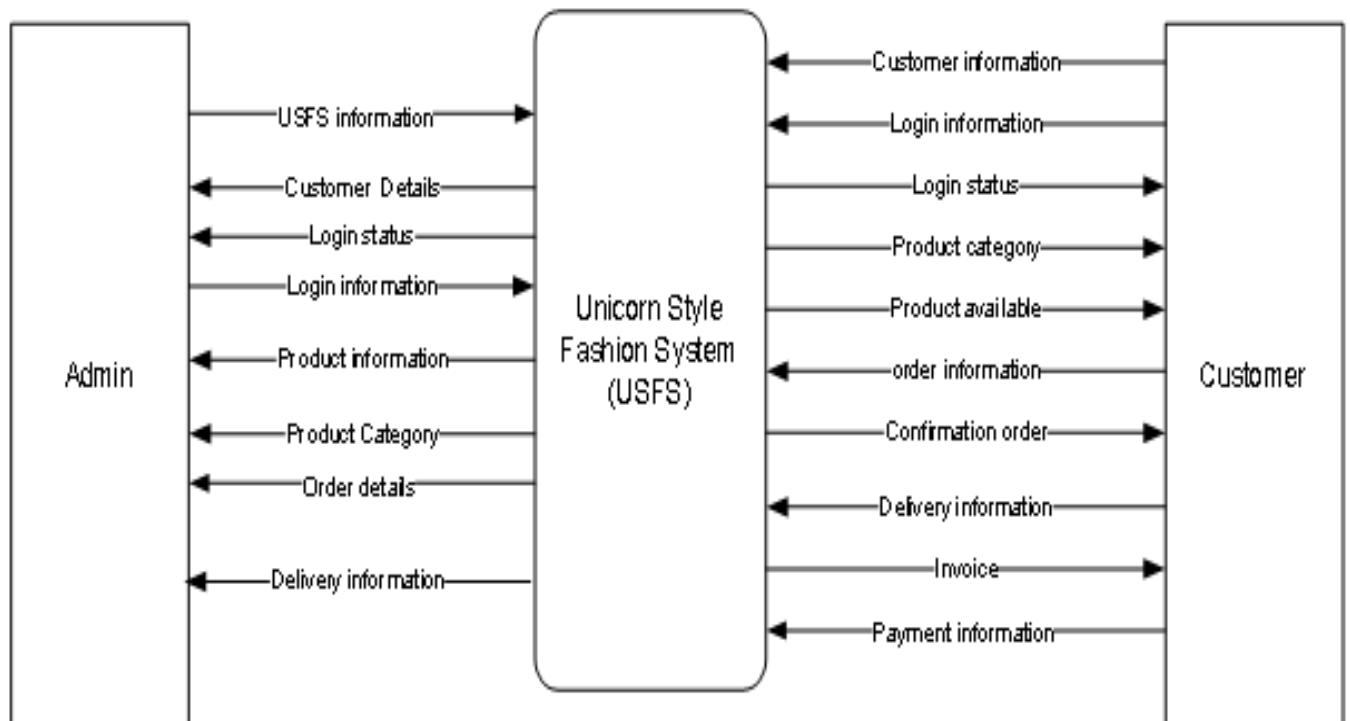 Admin
USFS information
Customer Details
Login status
Login information
Product information
Product Category
Order details
Delivery information
Unicorn Style
Fashion System
(USFS)
Customer information
Login information
Login status
Product category
Product available
order information
Confirmation order
Delivery information
Invoice
Payment information
Customer